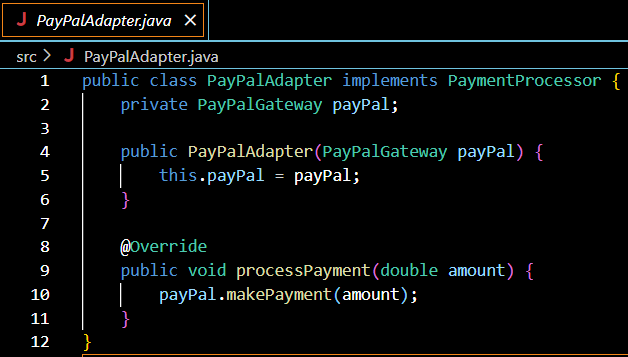 J PayPalAdapter.java ×
src > J PayPalAdapter.java
1 public class PayPalAdapter implements PaymentProcessor {
2     private PayPalGateway payPal;
3
4     public PayPalAdapter(PayPalGateway payPal) {
5         this.payPal = payPal;
6     }
7
8     @Override
9     public void processPayment(double amount) {
10         payPal.makePayment(amount);
11     }
12 }